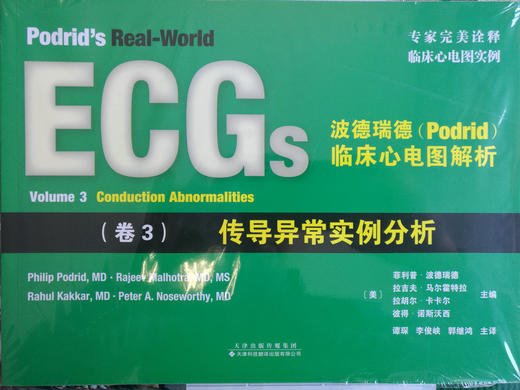 Podrid's Real-World
ECGs
Volume 3 Conduction Abnormalities
专家完美诠释
临床心电图实例
波德瑞德（Podrid）
临床心电图解析
（卷3） 传导异常实例分析
Philip Podrid, MD · Rajeev Malhotra, MD, MS
Rahul Kakkar, MD · Peter A. Noseworthy, MD
〔美〕
菲利普·波德瑞德
拉吉夫·马尔霍特拉
拉胡尔·卡卡尔
彼得·诺斯沃西
主编
谭琛 李俊峡 郭继鸿 主译
天津出版传媒集团
天津科技翻译出版有限公司